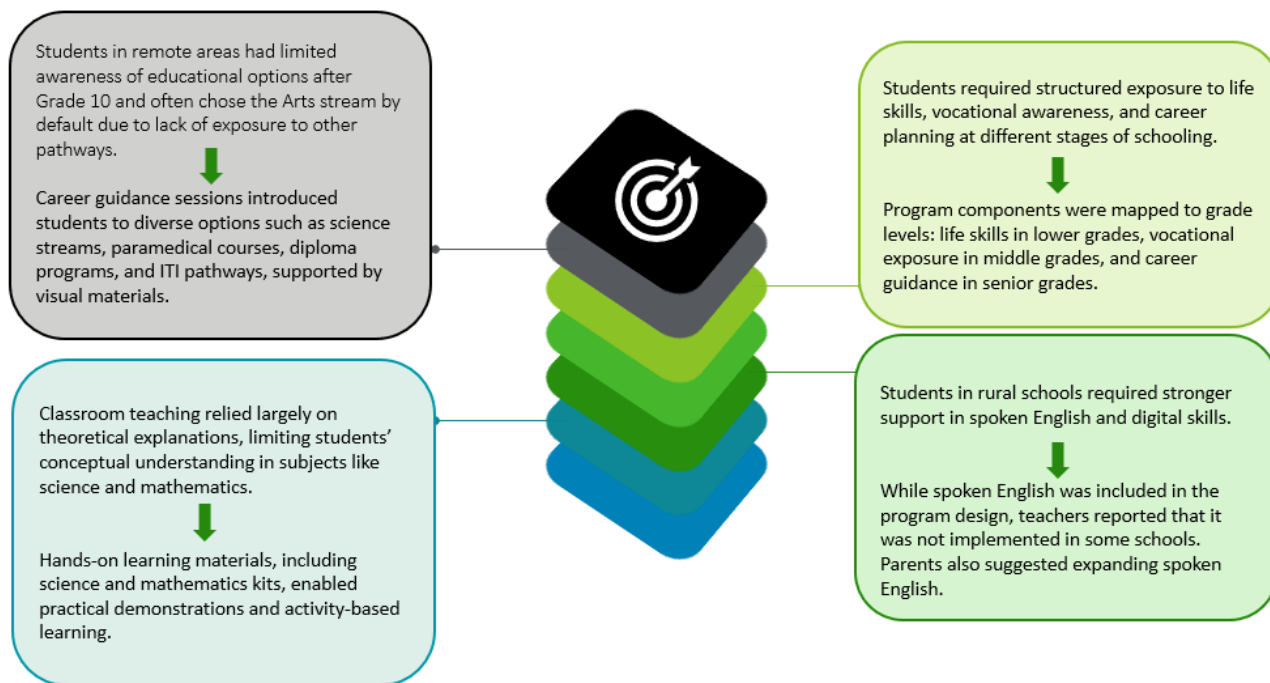 Students in remote areas had limited
awareness of educational options after
Grade 10 and often chose the Arts stream by
default due to lack of exposure to other
pathways.
Career guidance sessions introduced
students to diverse options such as science
streams, paramedical courses, diploma
programs, and ITI pathways, supported by
visual materials.
Students required structured exposure to life
skills, vocational awareness, and career
planning at different stages of schooling.
Program components were mapped to grade
levels: life skills in lower grades, vocational
exposure in middle grades, and career
guidance in senior grades.
Classroom teaching relied largely on
theoretical explanations, limiting students’
conceptual understanding in subjects like
science and mathematics.
Hands-on learning materials, including
science and mathematics kits, enabled
practical demonstrations and activity-based
learning.
Students in rural schools required stronger
support in spoken English and digital skills.
While spoken English was included in the
program design, teachers reported that it
was not implemented in some schools.
Parents also suggested expanding spoken
English.